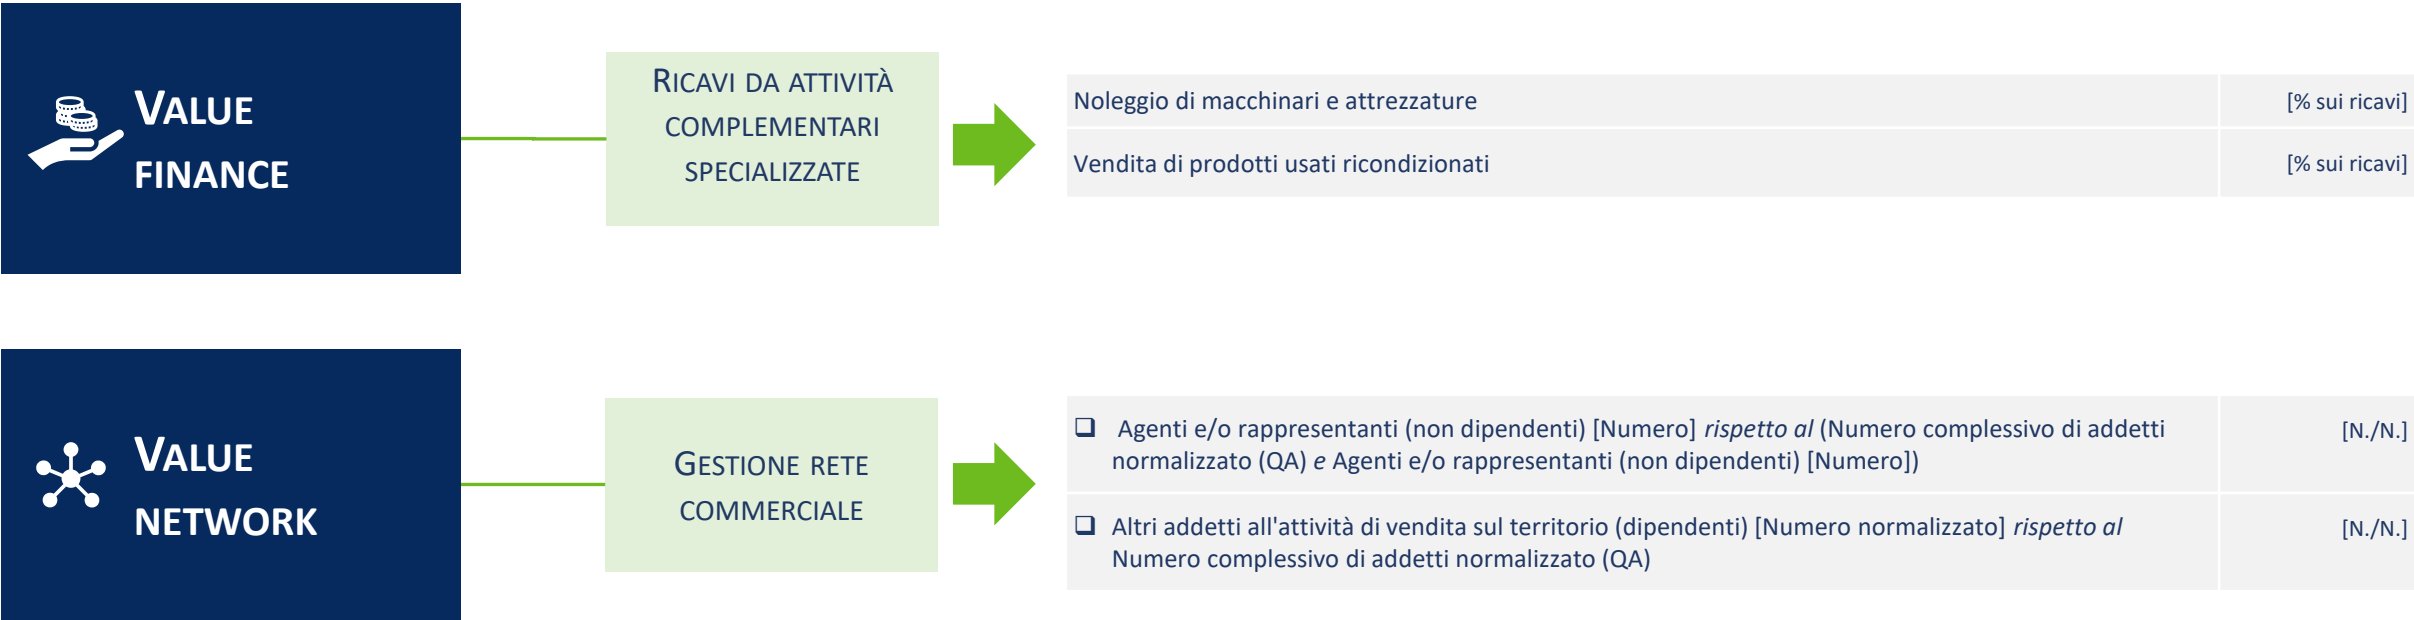 VALUE
FINANCE
RICAVI DA ATTIVITÀ
COMPLEMENTARI
SPECIALIZZATE
Noleggio di macchinari e attrezzature [% sui ricavi]
Vendita di prodotti usati ricondizionati [% sui ricavi]
VALUE
NETWORK
GESTIONE RETE
COMMERCIALE
❑ Agenti e/o rappresentanti (non dipendenti) [Numero] rispetto al (Numero complessivo di addetti [N./N.]
normalizzato (QA) e Agenti e/o rappresentanti (non dipendenti) [Numero])
❑ Altri addetti all'attività di vendita sul territorio (dipendenti) [Numero normalizzato] rispetto al [N./N.]
Numero complessivo di addetti normalizzato (QA)